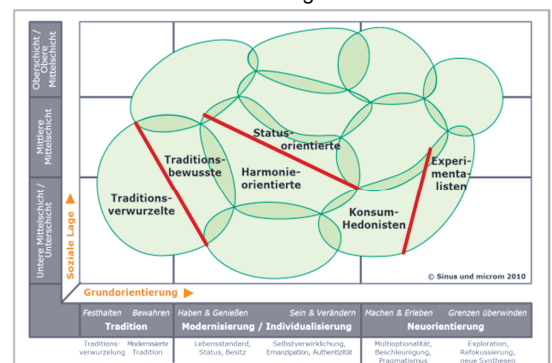 Oberschicht /
Obere
Mittelschicht
Mittlere
Mittelschicht
Untere Mittelschicht /
Unterschicht
Soziale Lage
Status-
orientierte
Traditions-
bewusste
Harmonie-
orientierte
Experi-
menta-
listen
Traditions-
verwurzelte
Konsum-
Hedonisten
© Sinus und microm 2010
Grundorientierung
Festhalten Bewahren Haben & Genießen Sein & Verändern Machen & Erleben Grenzen überwinden
Tradition Modernisierung / Individualisierung Neuorientierung
Traditions- Modernisierte Lebensstandard, Selbstverwirklichung, Multioptionalität, Exploration,
verwurzelung Tradition Status, Besitz Emanzipation, Authentizität Beschleunigung, Refokussierung,
Pragmatismus neue Synthesen